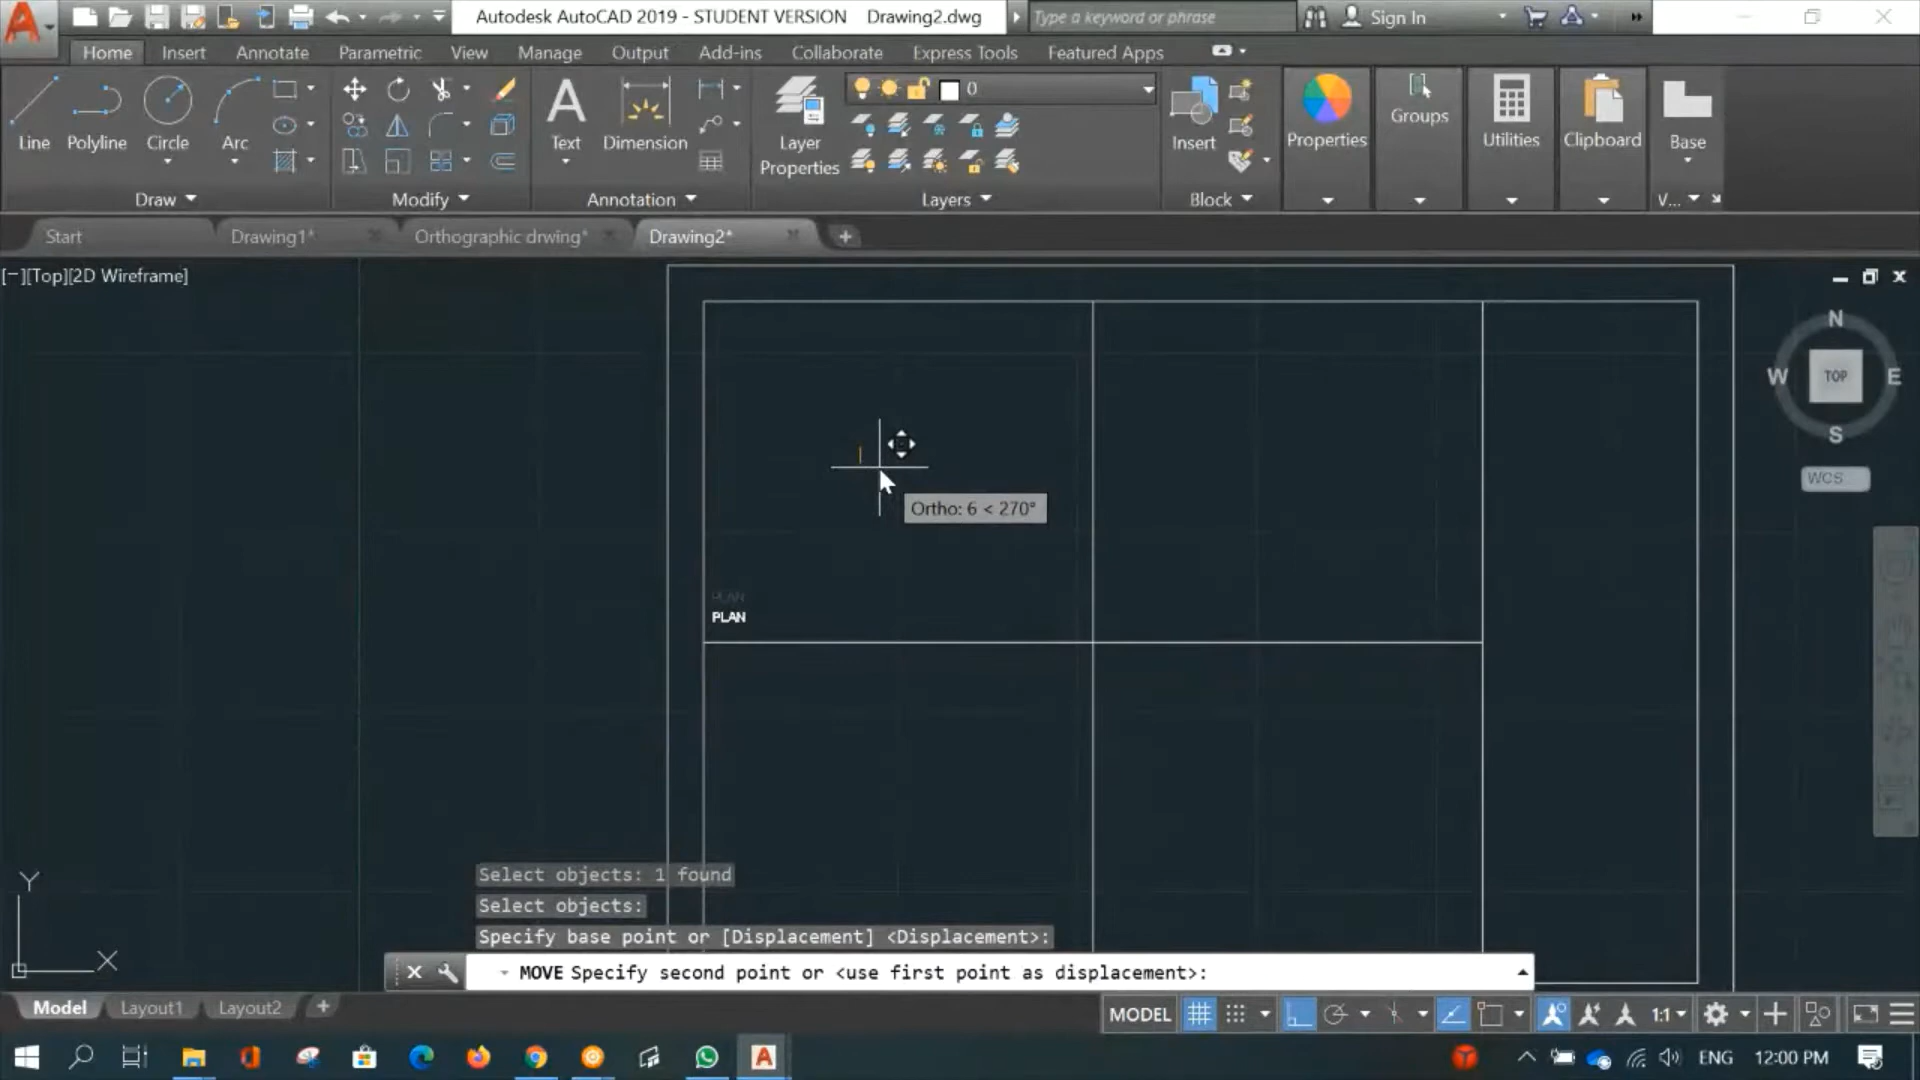 Autodesk AutoCAD 2019 - STUDENT VERSION Drawing2.dwg
Type a keyword or phrase
Sign In
Home Insert Annotate Parametric View Manage Output Add-ins Collaborate Express Tools Featured Apps
Line Polyline Circle Arc
Text Dimension
Layer Properties
0
Insert
Properties
Groups
Utilities
Clipboard
Base
Draw Modify Annotation Layers Block V...
Start Drawing1* Orthographic drwing* Drawing2* +
[−][Top][2D Wireframe]
N
W TOP E
S
WCS
Ortho: 6 < 270°
PLAN
PLAN
Y
X
Select objects: 1 found
Select objects:
Specify base point or [Displacement] <Displacement>:
MOVE Specify second point or <use first point as displacement>:
Model Layout1 Layout2 +
MODEL 1:1
ENG 12:00 PM